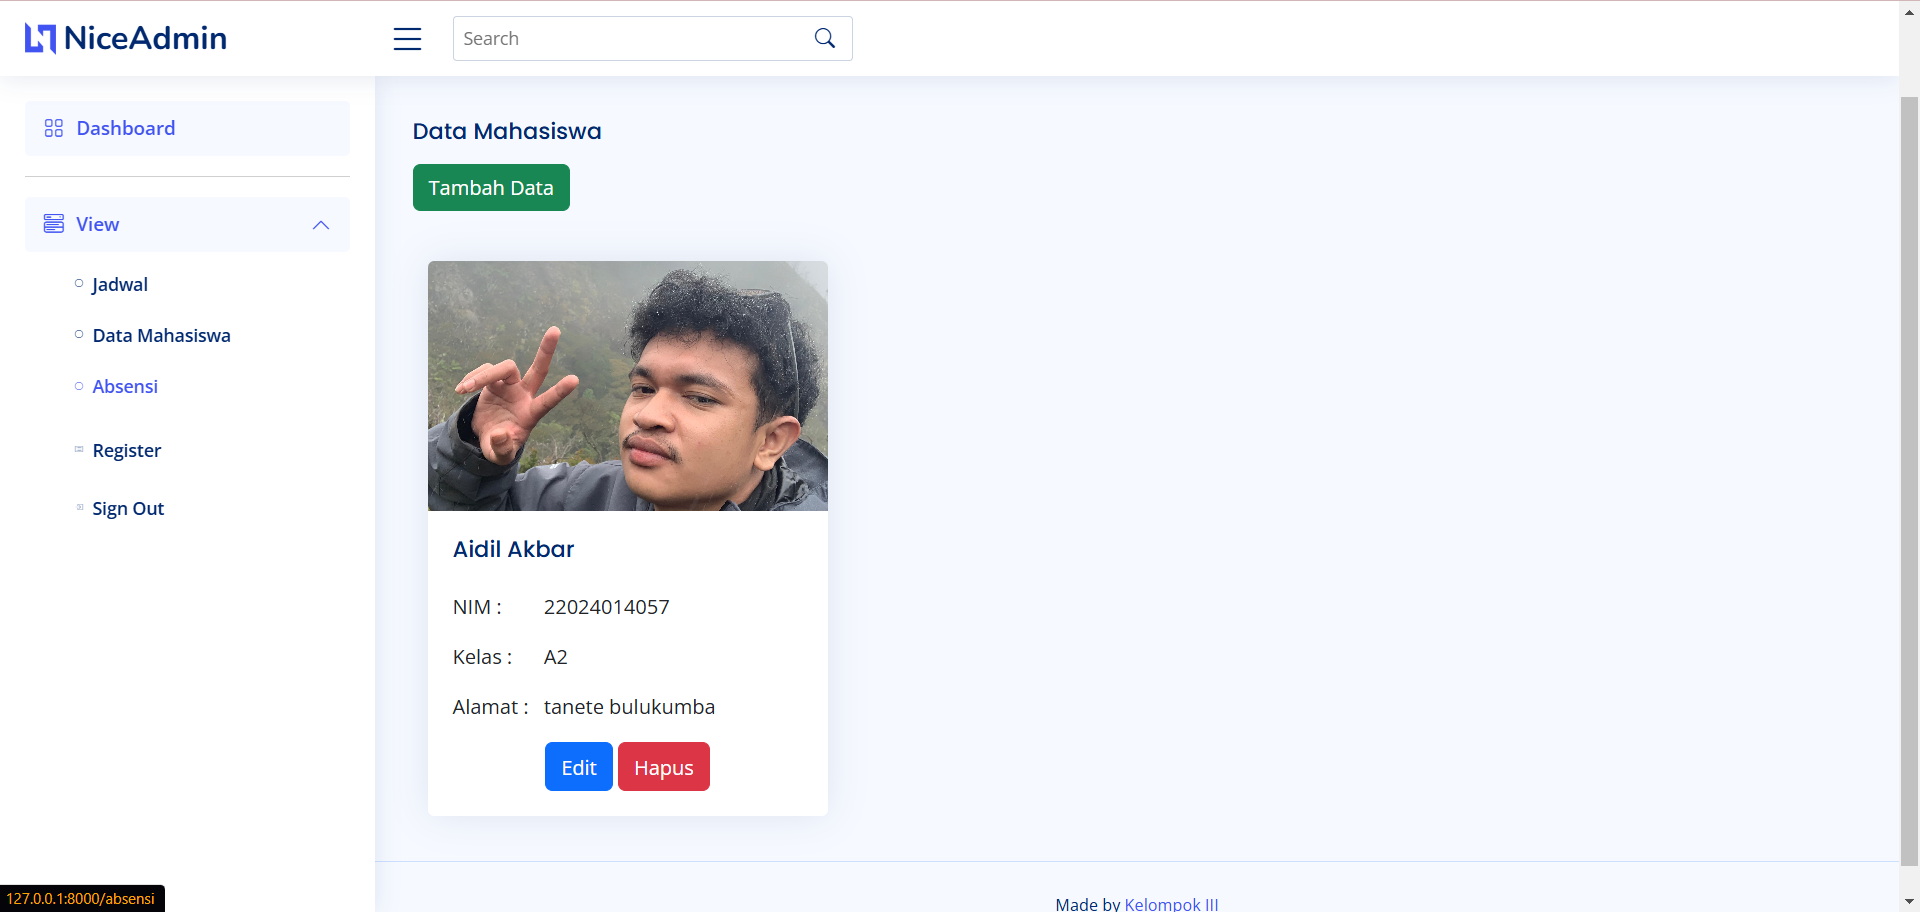 NiceAdmin
Search
Dashboard
View
Jadwal
Data Mahasiswa
Absensi
Register
Sign Out
Data Mahasiswa
Tambah Data
Aidil Akbar
NIM : 22024014057
Kelas : A2
Alamat : tanete bulukumba
Edit Hapus
Made by Kelompok III
127.0.0.1:8000/absensi